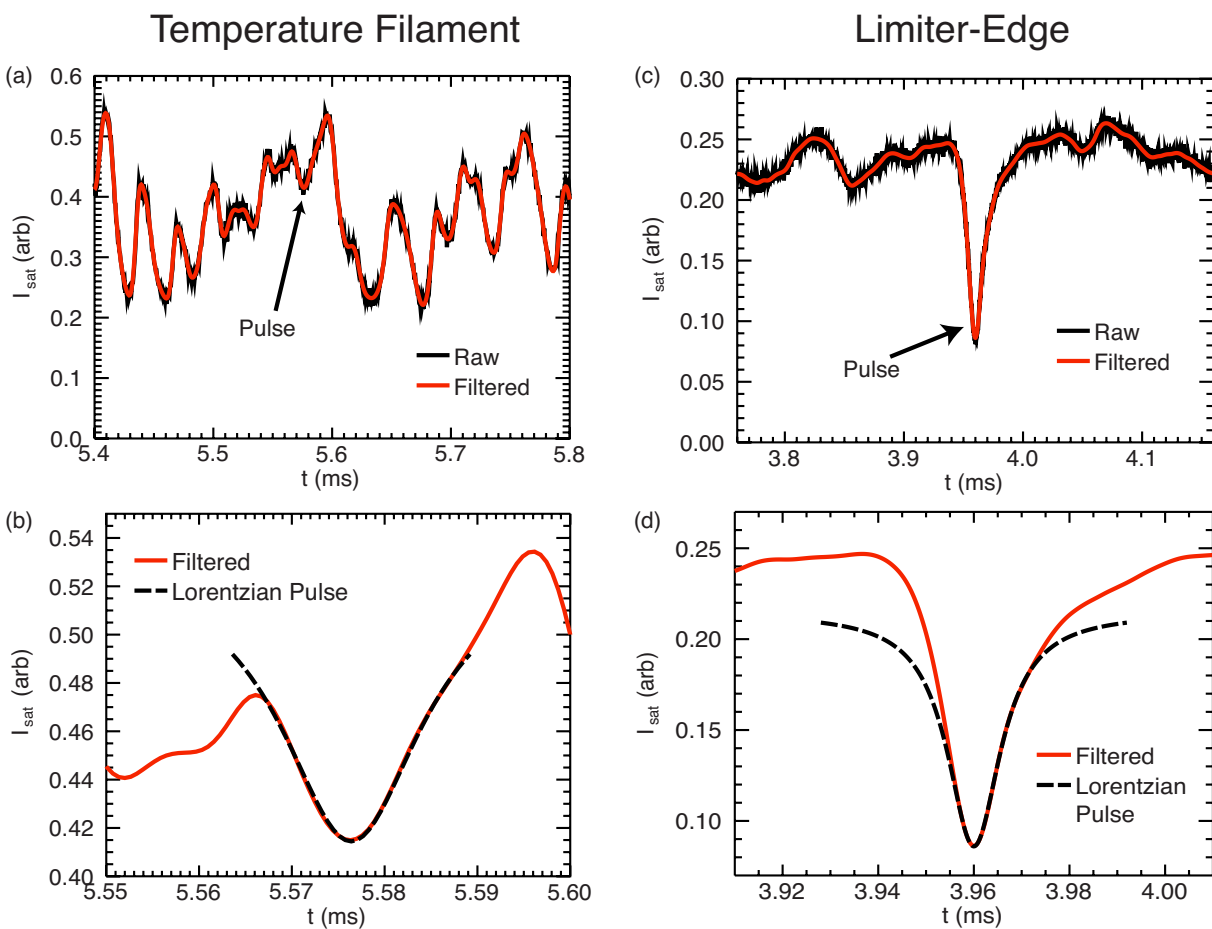 Temperature Filament
Limiter-Edge
(a)
0.6
0.5
0.4
0.3
0.2
0.1
0.0
I_sat (arb)
Pulse
Raw
Filtered
5.4 5.5 5.6 5.7 5.8
t (ms)
(c)
0.30
0.25
0.20
0.15
0.10
0.05
0.00
I_sat (arb)
Pulse
Raw
Filtered
3.8 3.9 4.0 4.1
t (ms)
(b)
0.54
0.52
0.50
0.48
0.46
0.44
0.42
0.40
I_sat (arb)
Filtered
Lorentzian Pulse
5.55 5.56 5.57 5.58 5.59 5.60
t (ms)
(d)
0.25
0.20
0.15
0.10
I_sat (arb)
Filtered
Lorentzian
Pulse
3.92 3.94 3.96 3.98 4.00
t (ms)